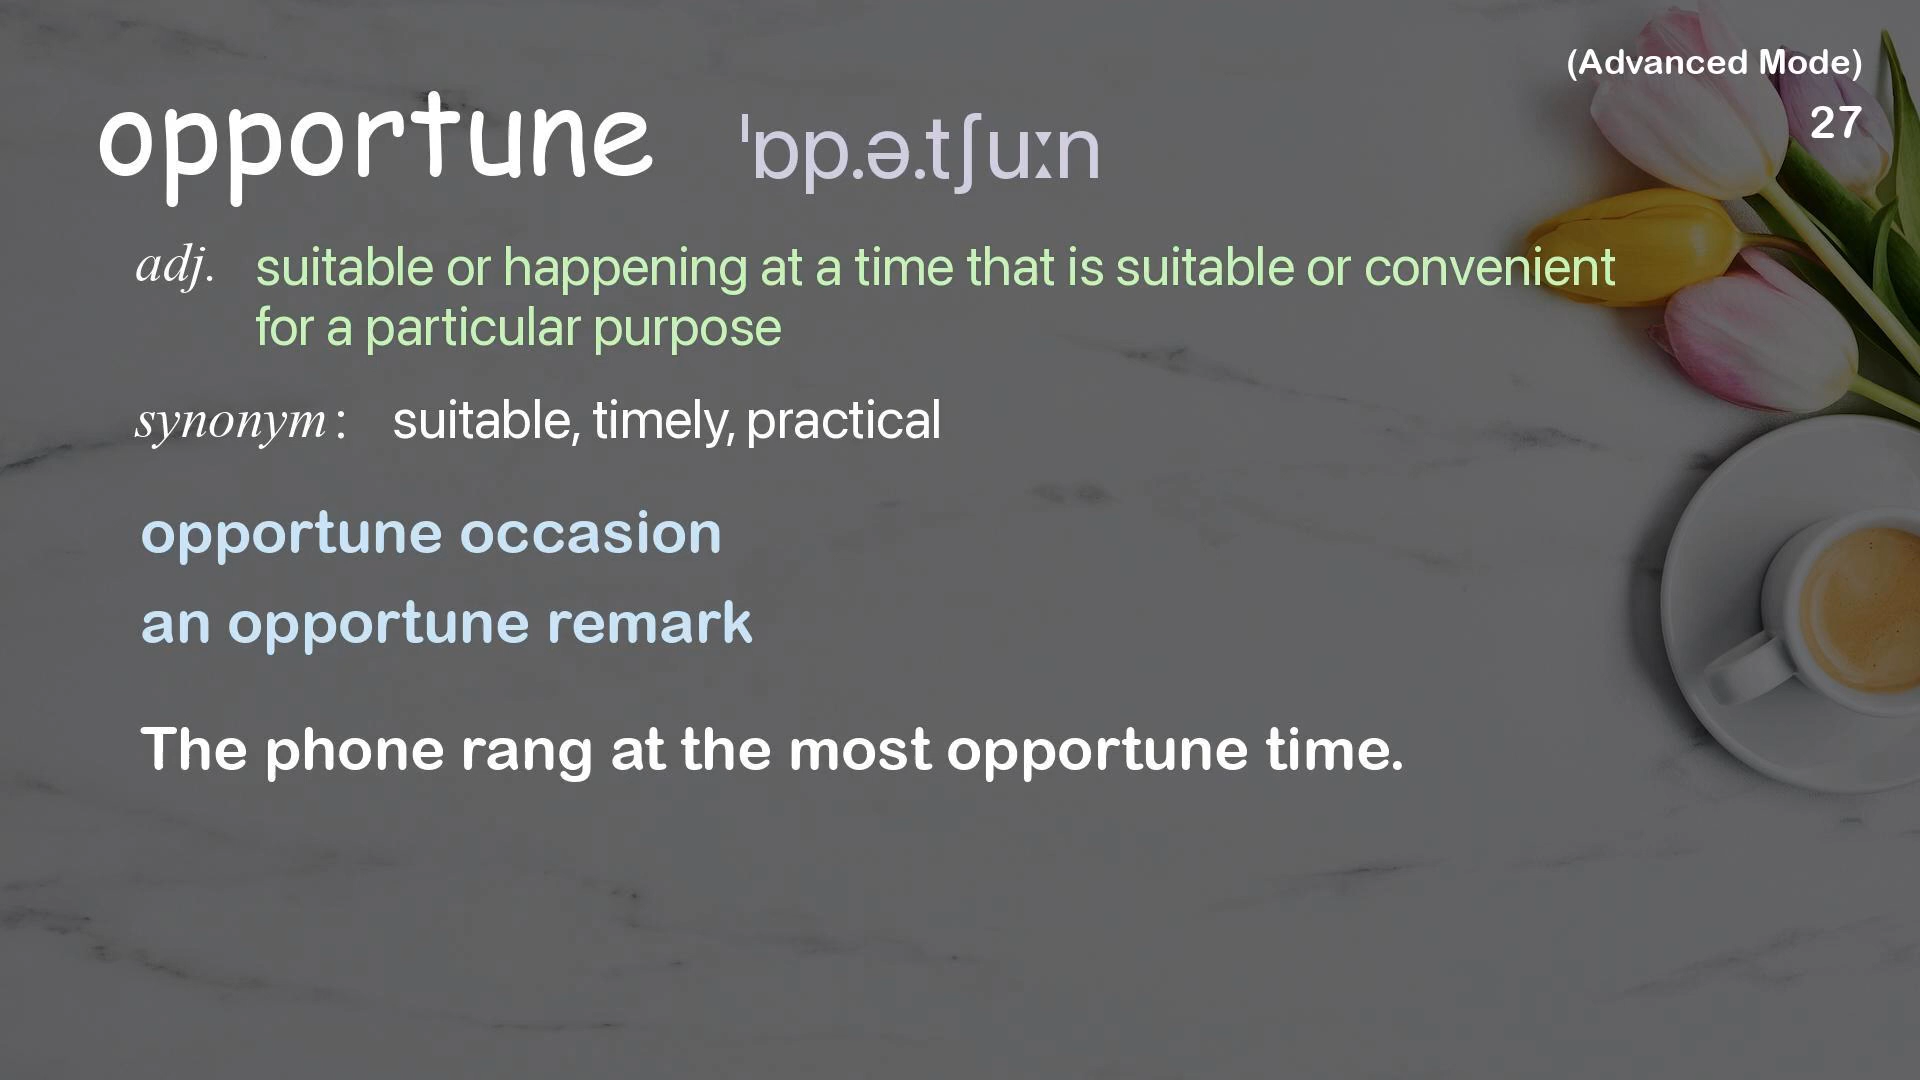 (Advanced Mode)
27
opportune ˈɒp.ə.tʃuːn
adj. suitable or happening at a time that is suitable or convenient
for a particular purpose
synonym: suitable, timely, practical
opportune occasion
an opportune remark
The phone rang at the most opportune time.